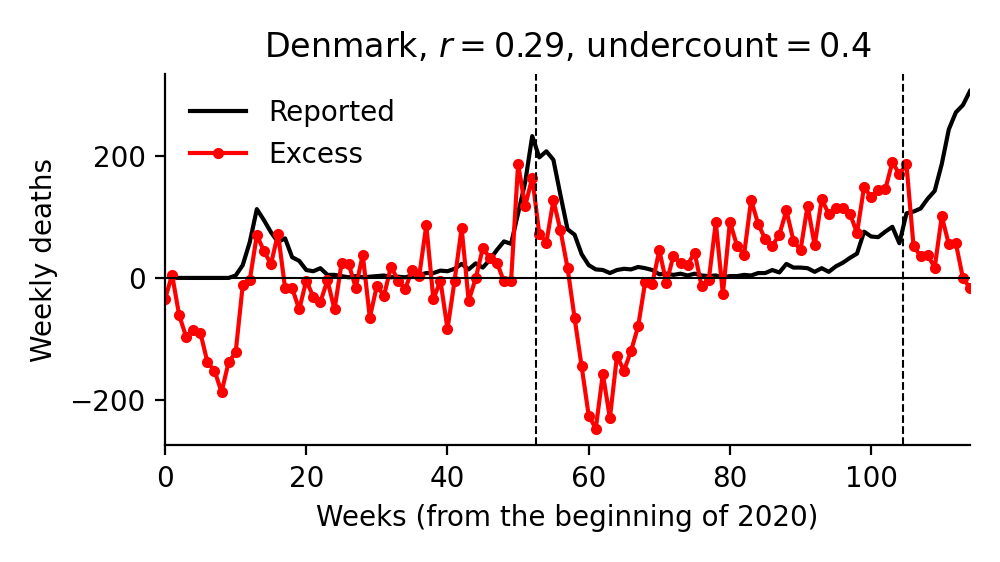 Denmark, r = 0.29, undercount = 0.4
Reported
Excess
Weekly deaths
200
0
−200
0 20 40 60 80 100
Weeks (from the beginning of 2020)